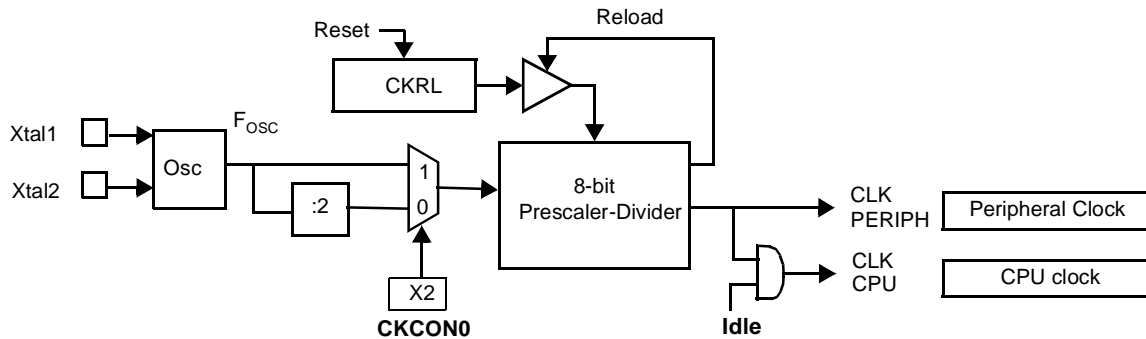 Reload
Reset
CKRL
Xtal1
Xtal2
Osc
FOSC
:2
1
0
X2
CKCON0
8-bit
Prescaler-Divider
CLK
PERIPH
Peripheral Clock
CLK
CPU
CPU clock
Idle